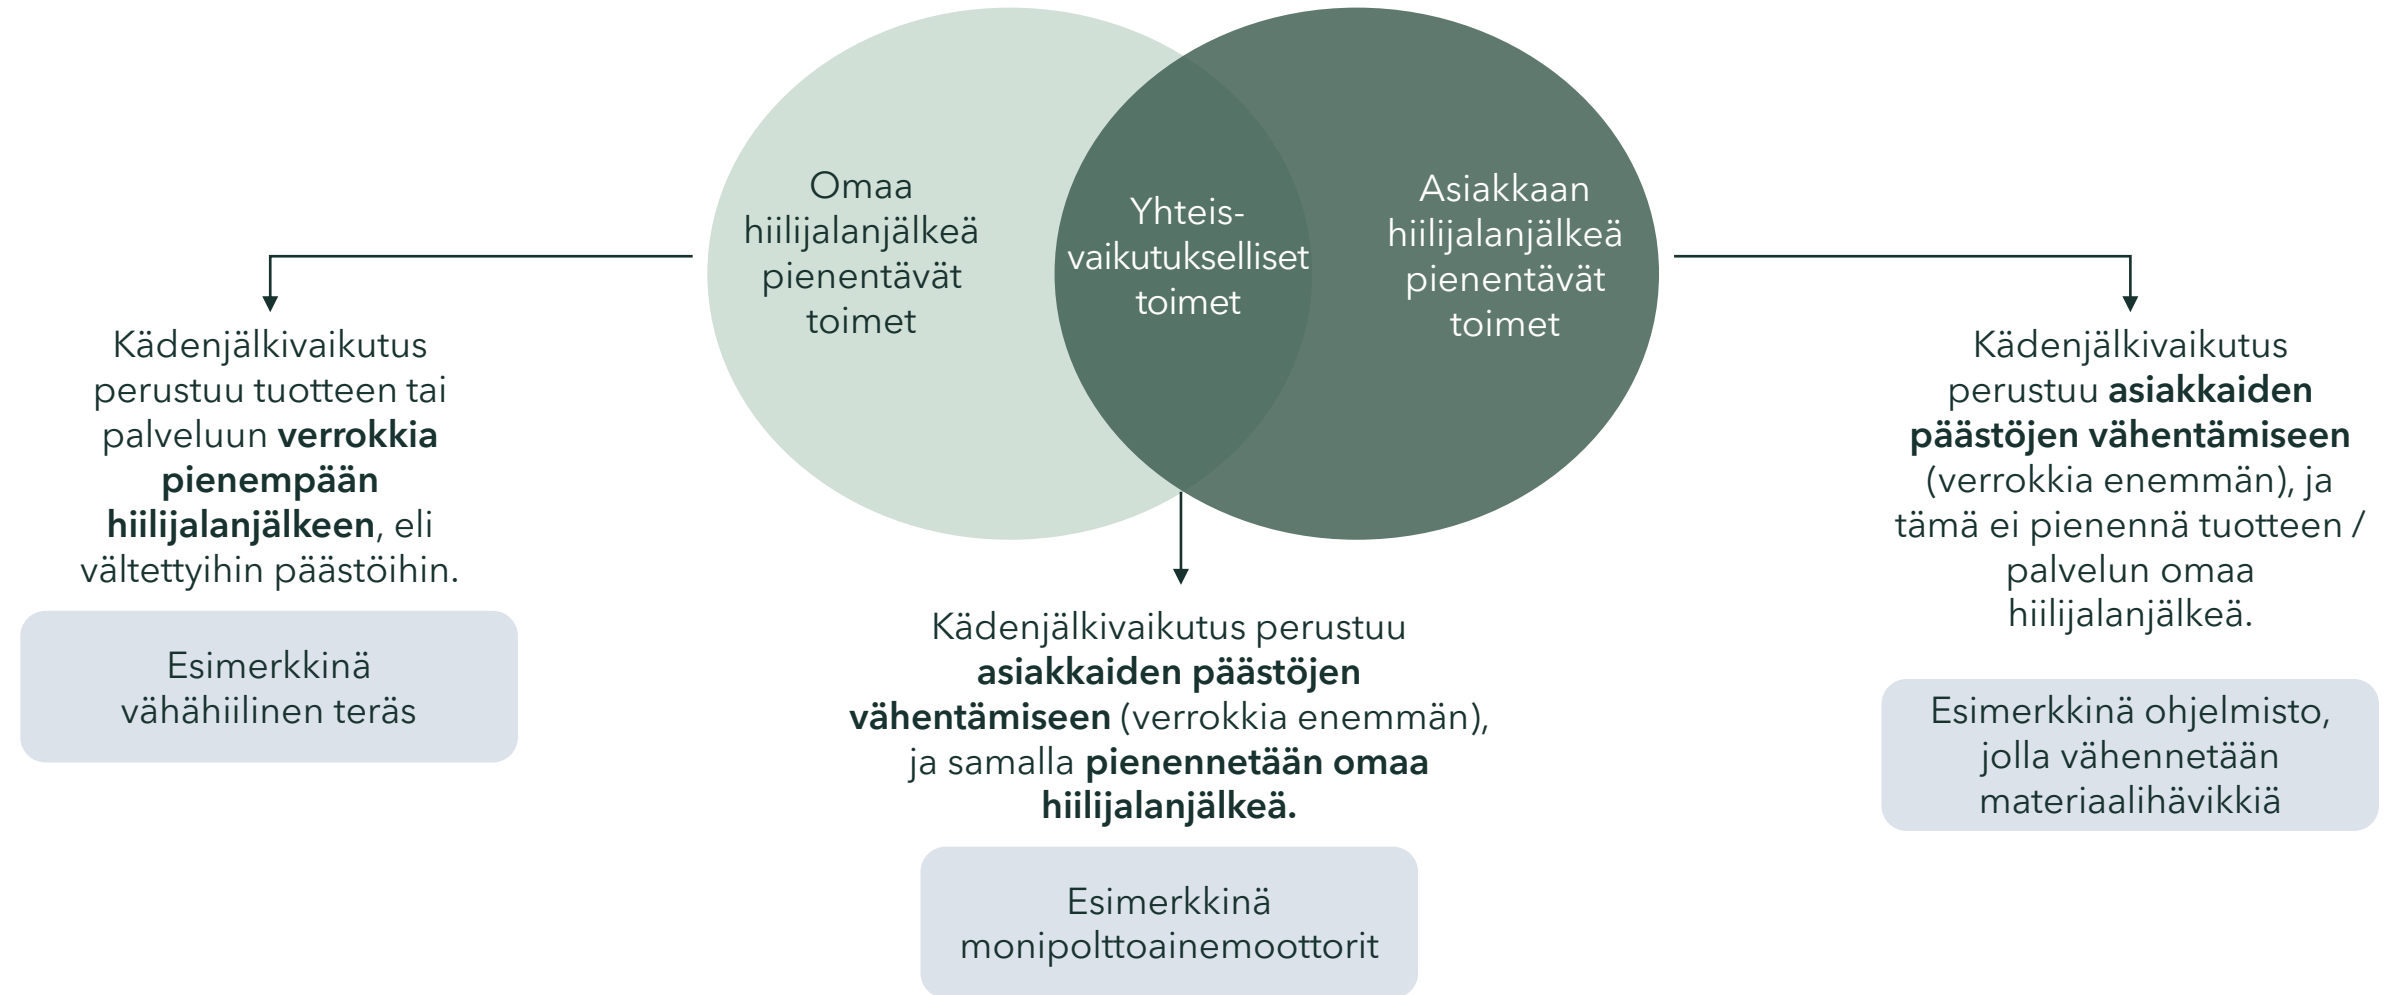 Omaa
hiilijalanjälkeä
pienentävät
toimet
Yhteis-
vaikutukselliset
toimet
Asiakkaan
hiilijalanjälkeä
pienentävät
toimet
Kädenjälkivaikutus
perustuu tuotteen tai
palveluun verrokkia
pienempään
hiilijalanjälkeen, eli
vältettyihin päästöihin.
Esimerkkinä
vähähiilinen teräs
Kädenjälkivaikutus perustuu
asiakkaiden päästöjen
vähentämiseen (verrokkia enemmän),
ja samalla pienennetään omaa
hiilijalanjälkeä.
Esimerkkinä
monipolttoainemoottorit
Kädenjälkivaikutus
perustuu asiakkaiden
päästöjen vähentämiseen
(verrokkia enemmän), ja
tämä ei pienennä tuotteen /
palvelun omaa
hiilijalanjälkeä.
Esimerkkinä ohjelmisto,
jolla vähennetään
materiaalihävikkiä